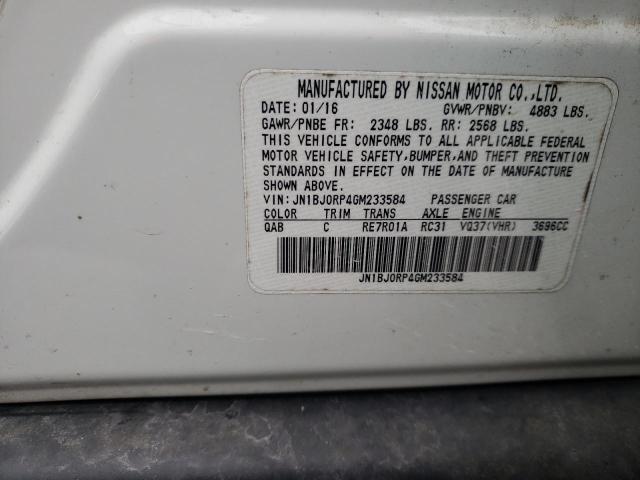 MANUFACTURED BY NISSAN MOTOR CO.,LTD.
DATE: 01/16 GVWR/PNBV: 4883 LBS.
GAWR/PNBE FR: 2348 LBS. RR: 2568 LBS.
THIS VEHICLE CONFORMS TO ALL APPLICABLE FEDERAL
MOTOR VEHICLE SAFETY,BUMPER,AND THEFT PREVENTION
STANDARDS IN EFFECT ON THE DATE OF MANUFACTURE
SHOWN ABOVE.
VIN: JN1BJ0RP4GM233584 PASSENGER CAR
COLOR TRIM TRANS AXLE ENGINE
QAB C RE7R01A RC31 VQ37(VHR) 3696CC
JN1BJ0RP4GM233584